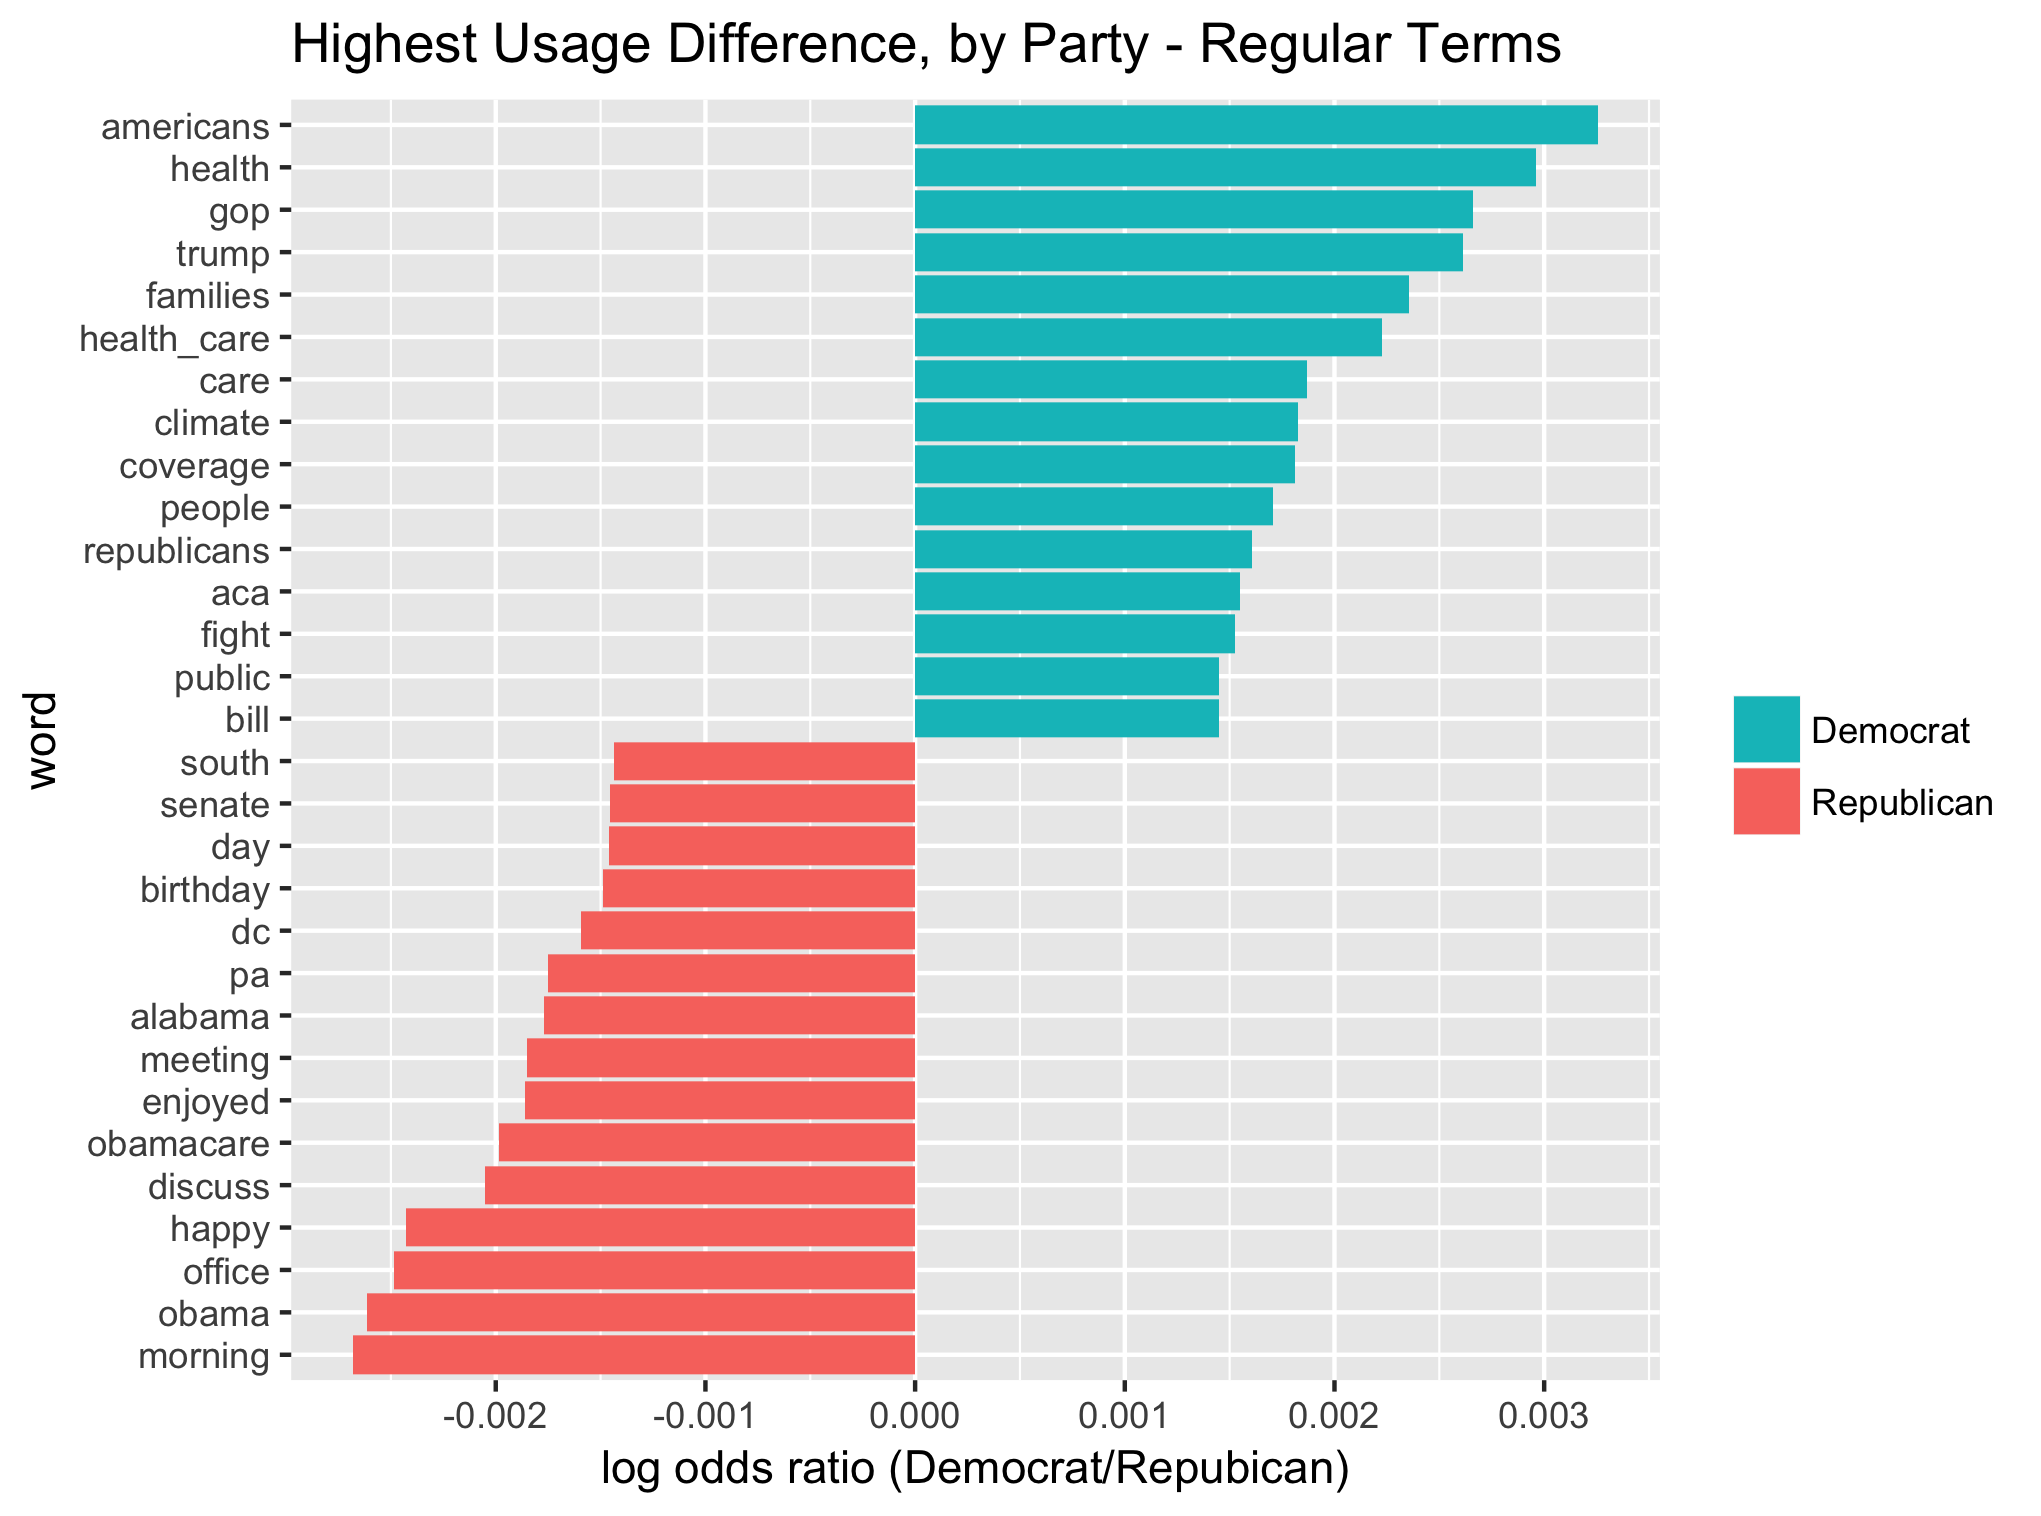 Highest Usage Difference, by Party - Regular Terms
americans
health
gop
trump
families
health_care
care
climate
coverage
people
republicans
aca
fight
public
bill
south
senate
day
birthday
dc
pa
alabama
meeting
enjoyed
obamacare
discuss
happy
office
obama
morning
word
-0.002 -0.001 0.000 0.001 0.002 0.003
log odds ratio (Democrat/Repubican)
Democrat
Republican